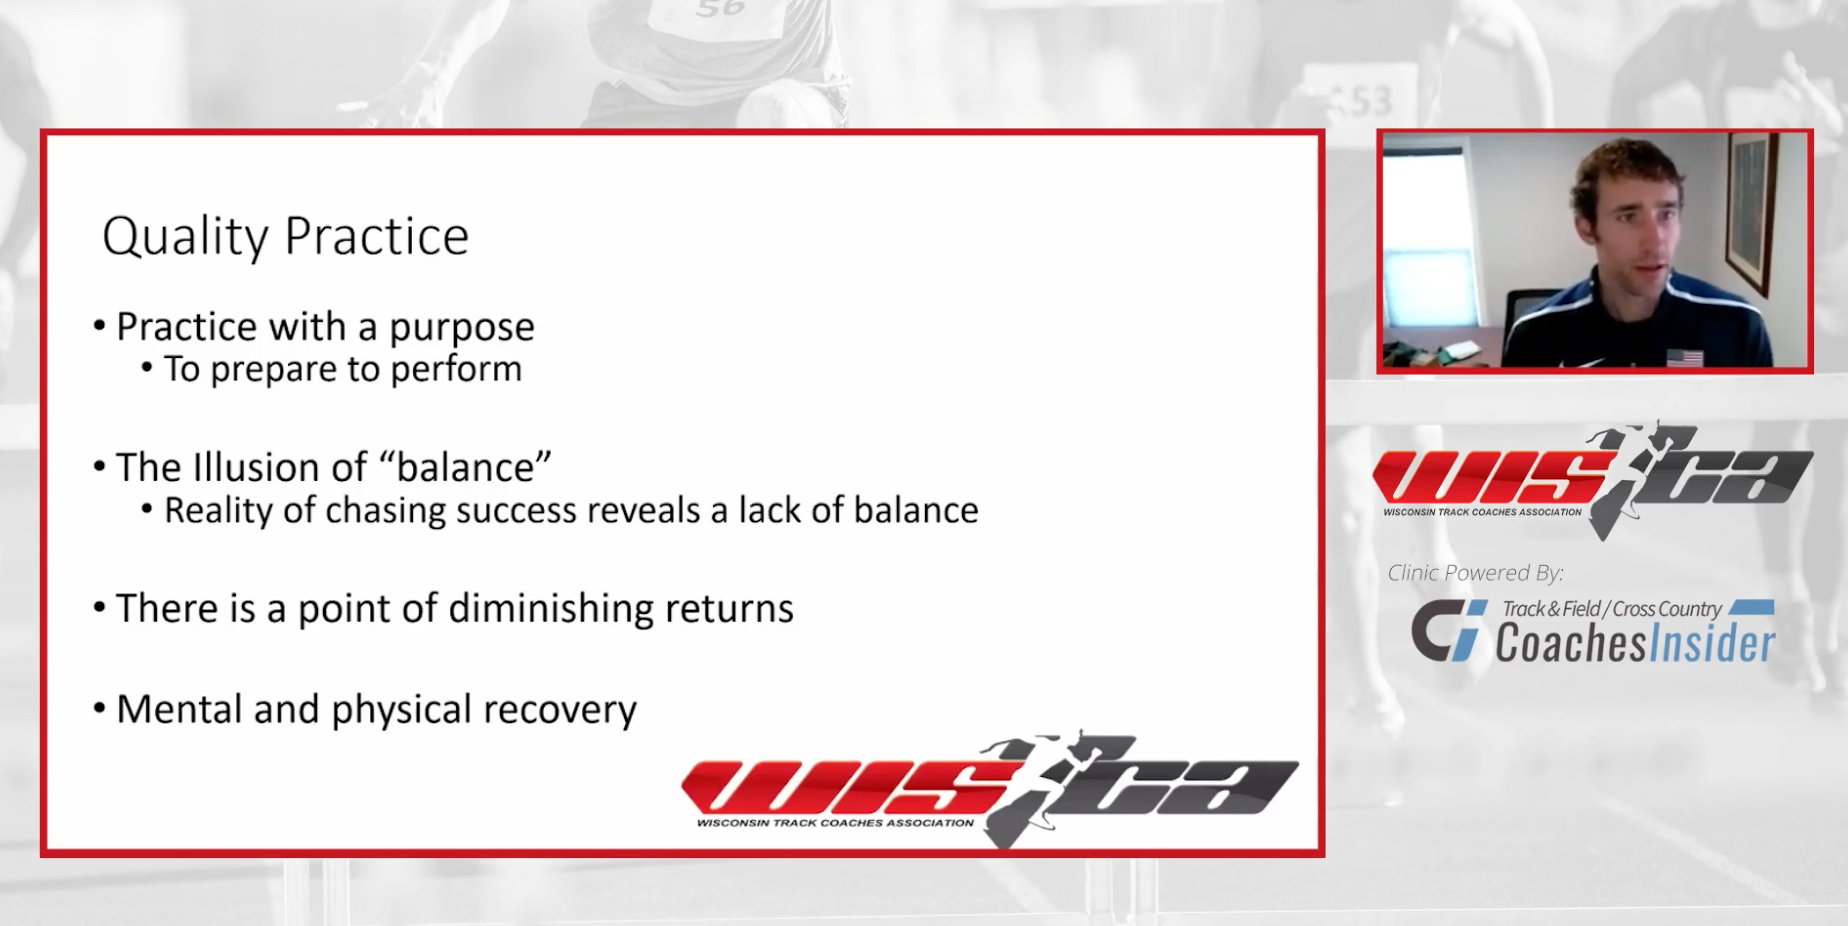 56
53
Quality Practice
• Practice with a purpose
• To prepare to perform
• The Illusion of “balance”
• Reality of chasing success reveals a lack of balance
• There is a point of diminishing returns
• Mental and physical recovery
wisTca
WISCONSIN TRACK COACHES ASSOCIATION
wisTca
WISCONSIN TRACK COACHES ASSOCIATION
Clinic Powered By:
Ci Track & Field / Cross Country
CoachesInsider